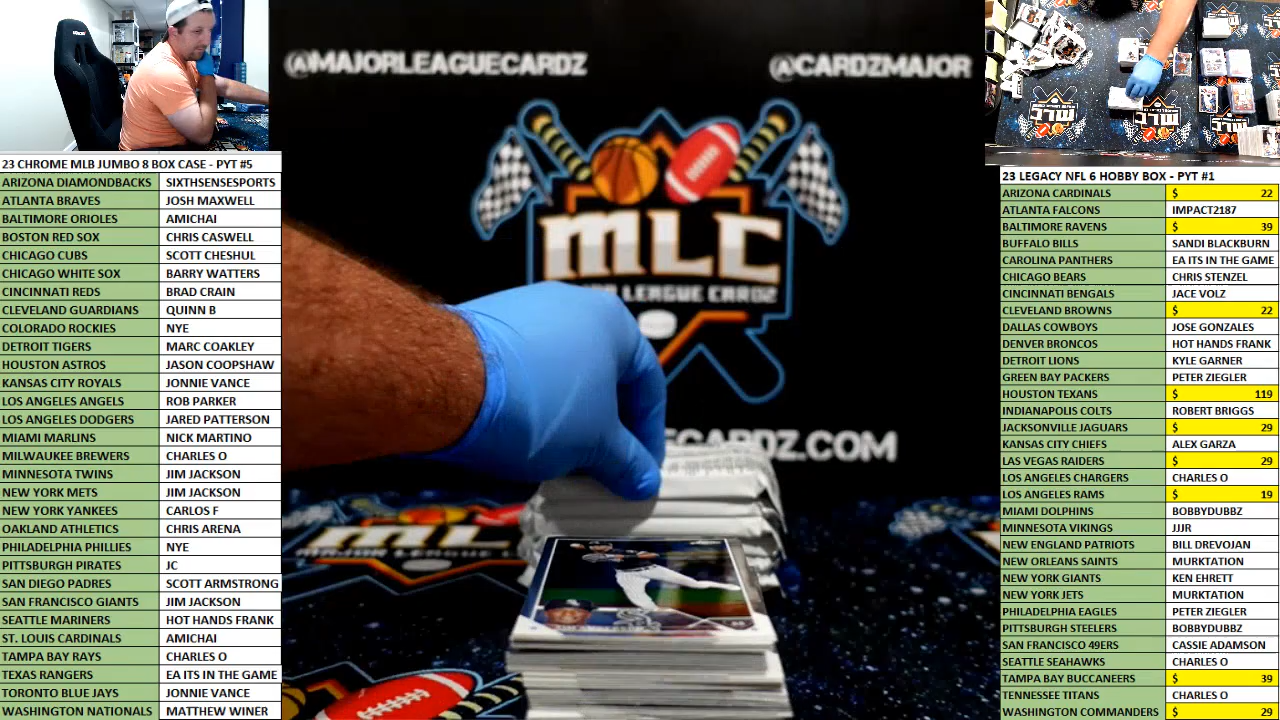 @MAJORLEAGUECARDZ
@CARDZMAJOR
MLC
LEAGUE CARDZ
CARDZ.COM
23 CHROME MLB JUMBO 8 BOX CASE - PYT #5
ARIZONA DIAMONDBACKS SIXTHSENSESPORTS
ATLANTA BRAVES JOSH MAXWELL
BALTIMORE ORIOLES AMICHAI
BOSTON RED SOX CHRIS CASWELL
CHICAGO CUBS SCOTT CHESHUL
CHICAGO WHITE SOX BARRY WATTERS
CINCINNATI REDS BRAD CRAIN
CLEVELAND GUARDIANS QUINN B
COLORADO ROCKIES NYE
DETROIT TIGERS MARC COAKLEY
HOUSTON ASTROS JASON COOPSHAW
KANSAS CITY ROYALS JONNIE VANCE
LOS ANGELES ANGELS ROB PARKER
LOS ANGELES DODGERS JARED PATTERSON
MIAMI MARLINS NICK MARTINO
MILWAUKEE BREWERS CHARLES O
MINNESOTA TWINS JIM JACKSON
NEW YORK METS JIM JACKSON
NEW YORK YANKEES CARLOS F
OAKLAND ATHLETICS CHRIS ARENA
PHILADELPHIA PHILLIES NYE
PITTSBURGH PIRATES JC
SAN DIEGO PADRES SCOTT ARMSTRONG
SAN FRANCISCO GIANTS JIM JACKSON
SEATTLE MARINERS HOT HANDS FRANK
ST. LOUIS CARDINALS AMICHAI
TAMPA BAY RAYS CHARLES O
TEXAS RANGERS EA ITS IN THE GAME
TORONTO BLUE JAYS JONNIE VANCE
WASHINGTON NATIONALS MATTHEW WINER
23 LEGACY NFL 6 HOBBY BOX - PYT #1
ARIZONA CARDINALS $ 22
ATLANTA FALCONS IMPACT2187
BALTIMORE RAVENS $ 39
BUFFALO BILLS SANDI BLACKBURN
CAROLINA PANTHERS EA ITS IN THE GAME
CHICAGO BEARS CHRIS STENZEL
CINCINNATI BENGALS JACE VOLZ
CLEVELAND BROWNS $ 22
DALLAS COWBOYS JOSE GONZALES
DENVER BRONCOS HOT HANDS FRANK
DETROIT LIONS KYLE GARNER
GREEN BAY PACKERS PETER ZIEGLER
HOUSTON TEXANS $ 119
INDIANAPOLIS COLTS ROBERT BRIGGS
JACKSONVILLE JAGUARS $ 29
KANSAS CITY CHIEFS ALEX GARZA
LAS VEGAS RAIDERS $ 29
LOS ANGELES CHARGERS CHARLES O
LOS ANGELES RAMS $ 19
MIAMI DOLPHINS BOBBYDUBBZ
MINNESOTA VIKINGS JJJR
NEW ENGLAND PATRIOTS BILL DREVOJAN
NEW ORLEANS SAINTS MURKTATION
NEW YORK GIANTS KEN EHRETT
NEW YORK JETS MURKTATION
PHILADELPHIA EAGLES PETER ZIEGLER
PITTSBURGH STEELERS BOBBYDUBBZ
SAN FRANCISCO 49ERS CASSIE ADAMSON
SEATTLE SEAHAWKS CHARLES O
TAMPA BAY BUCCANEERS $ 39
TENNESSEE TITANS CHARLES O
WASHINGTON COMMANDERS $ 29